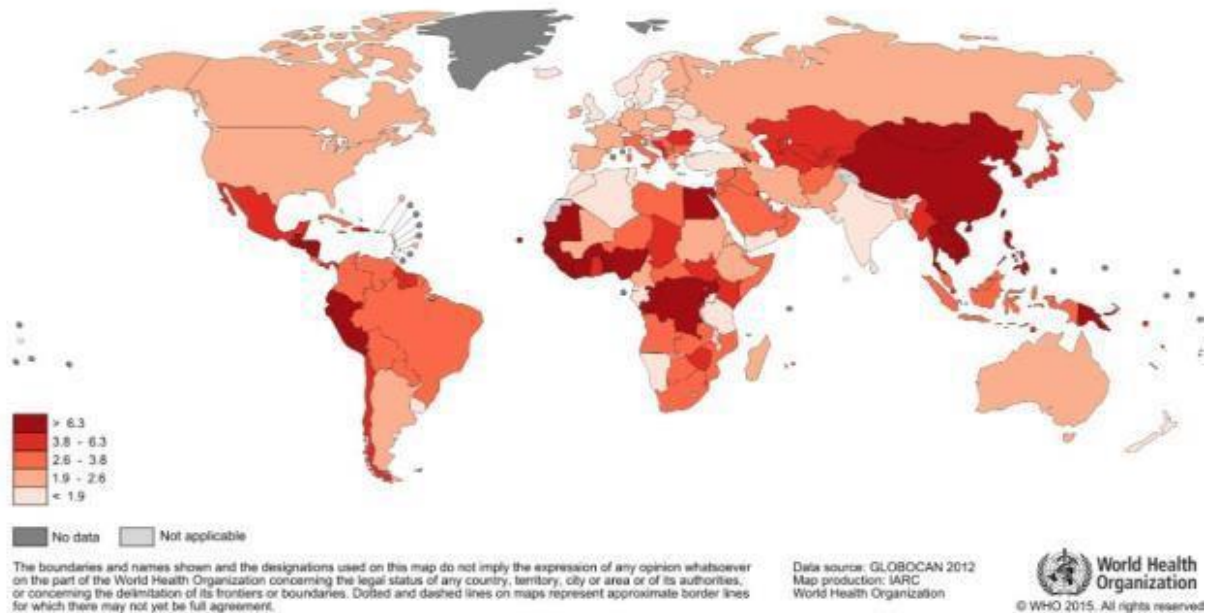 > 6.3
3.8 - 6.3
2.6 - 3.8
1.9 - 2.6
< 1.9
No data
Not applicable
The boundaries and names shown and the designations used on this map do not imply the expression of any opinion whatsoever
on the part of the World Health Organization concerning the legal status of any country, territory, city or area or of its authorities,
or concerning the delimitation of its frontiers or boundaries. Dotted and dashed lines on maps represent approximate border lines
for which there may not yet be full agreement.
Data source: GLOBOCAN 2012
Map production: IARC
World Health Organization
World Health
Organization
© WHO 2015. All rights reserved